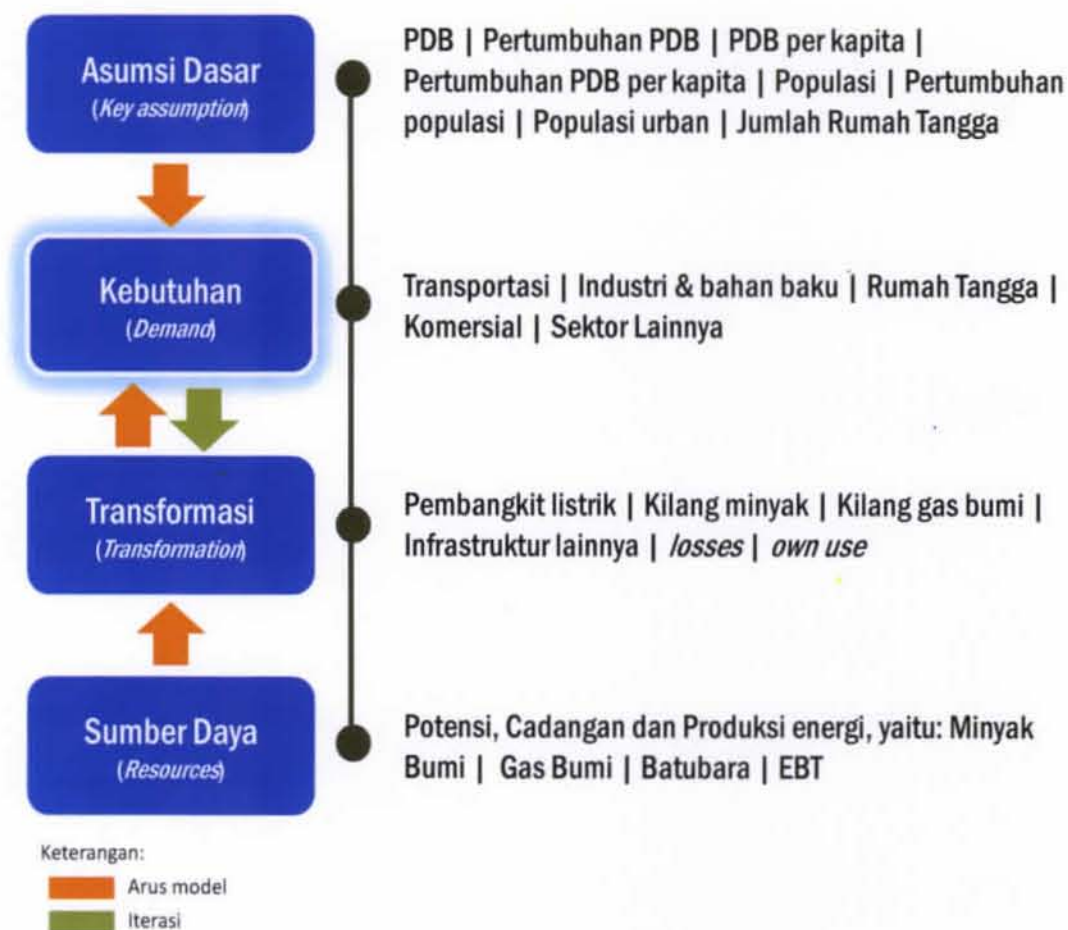 Asumsi Dasar
(Key assumption)
PDB | Pertumbuhan PDB | PDB per kapita |
Pertumbuhan PDB per kapita | Populasi | Pertumbuhan
populasi | Populasi urban | Jumlah Rumah Tangga
Kebutuhan
(Demand)
Transportasi | Industri & bahan baku | Rumah Tangga |
Komersial | Sektor Lainnya
Transformasi
(Transformation)
Pembangkit listrik | Kilang minyak | Kilang gas bumi |
Infrastruktur lainnya | losses | own use
Sumber Daya
(Resources)
Potensi, Cadangan dan Produksi energi, yaitu: Minyak
Bumi | Gas Bumi | Batubara | EBT
Keterangan:
Arus model
Iterasi